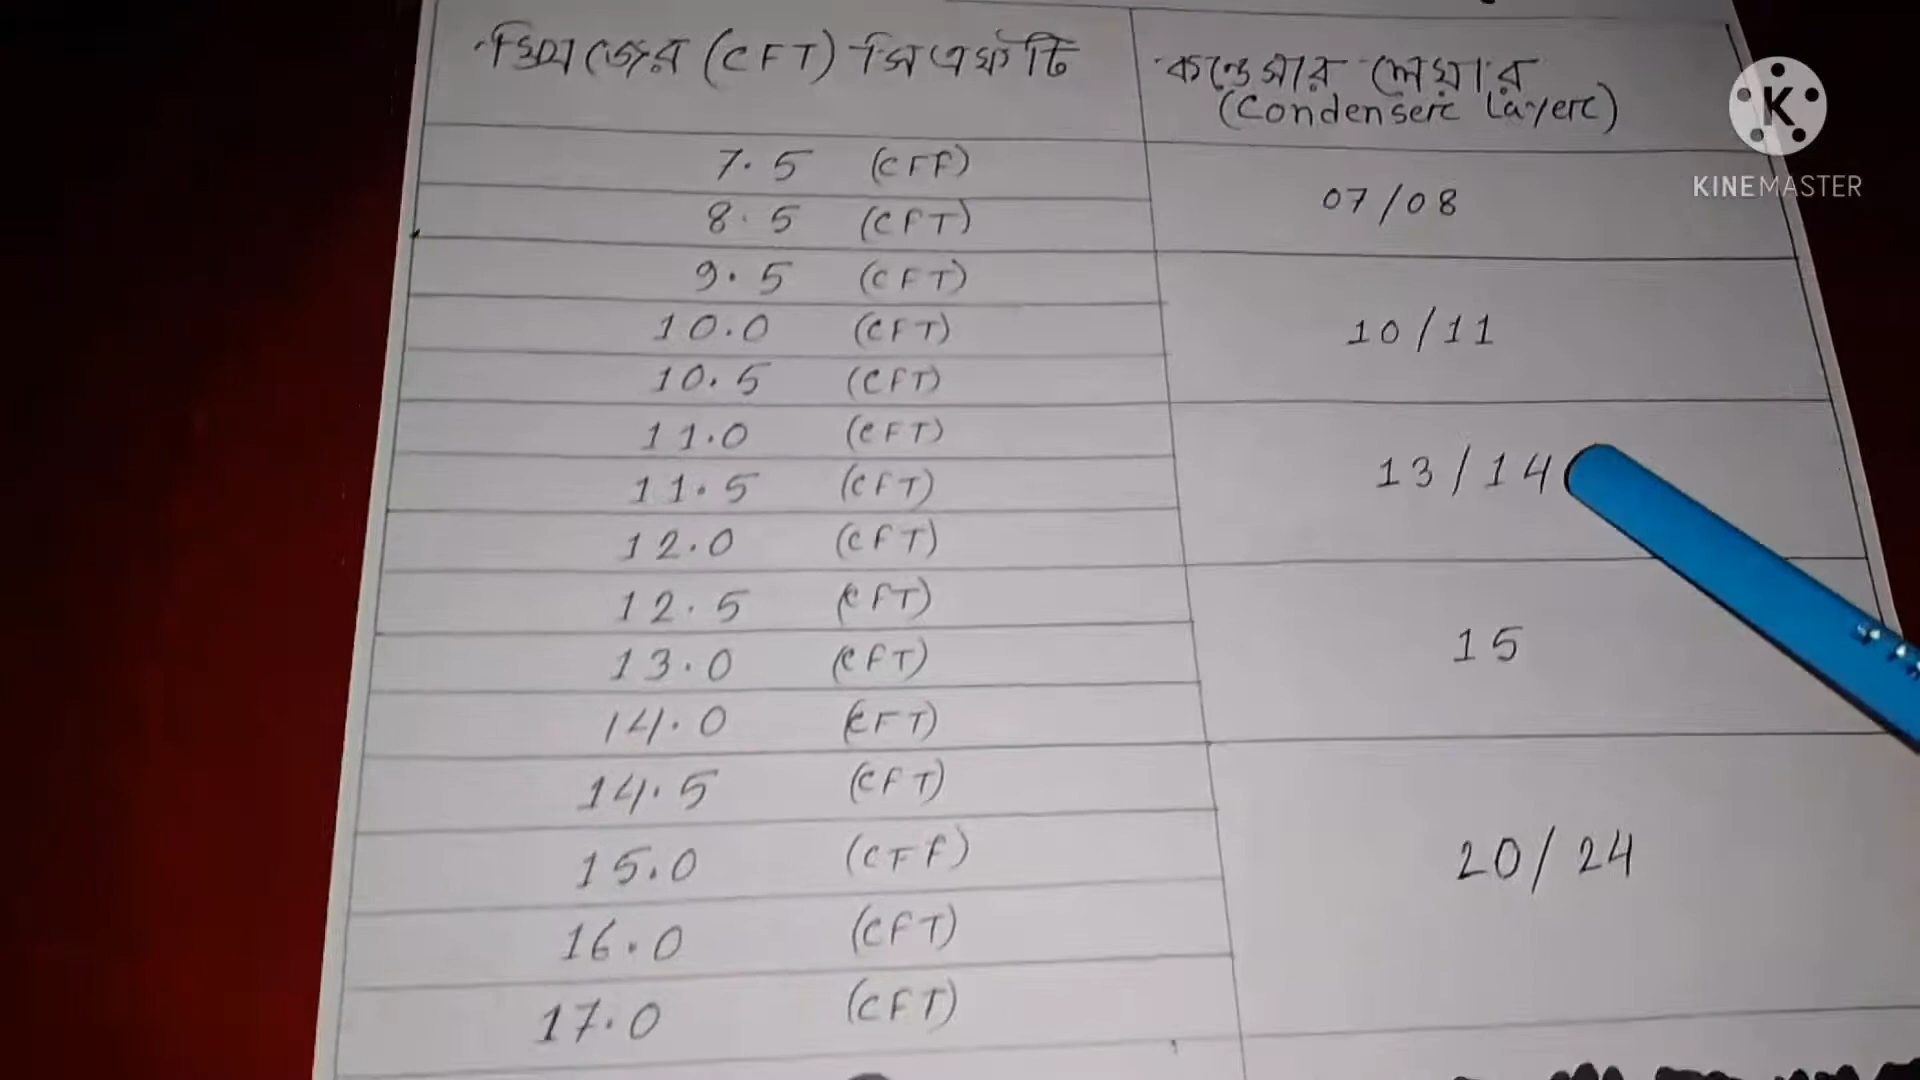 ফ্রিজের (CFT) সিএফটি
কন্ডেসার লেয়ার
(Condenser Layer)
7.5 (CFF)
07/08
8.5 (CFT)
9.5 (CFT)
10.0 (CFT)
10/11
10.5 (CFT)
11.0 (CFT)
11.5 (CFT)
13/14
12.0 (CFT)
12.5 (CFT)
13.0 (CFT)
15
14.0 (CFT)
14.5 (CFT)
15.0 (CFF)
20/24
16.0 (CFT)
17.0 (CFT)
K
KINEMASTER